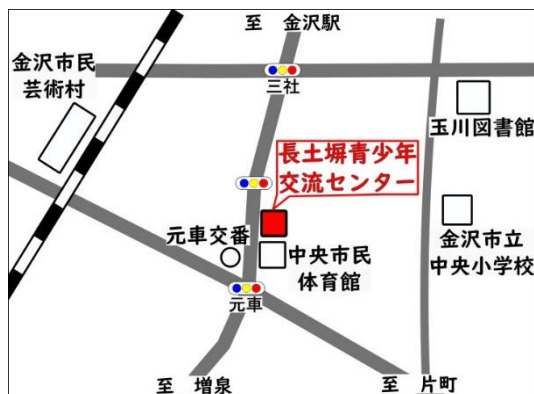 至 金沢駅
金沢市民
芸術村
三社
玉川図書館
長土塀青少年
交流センター
元車交番
中央市民
体育館
金沢市立
中央小学校
元車
至 増泉
至 片町